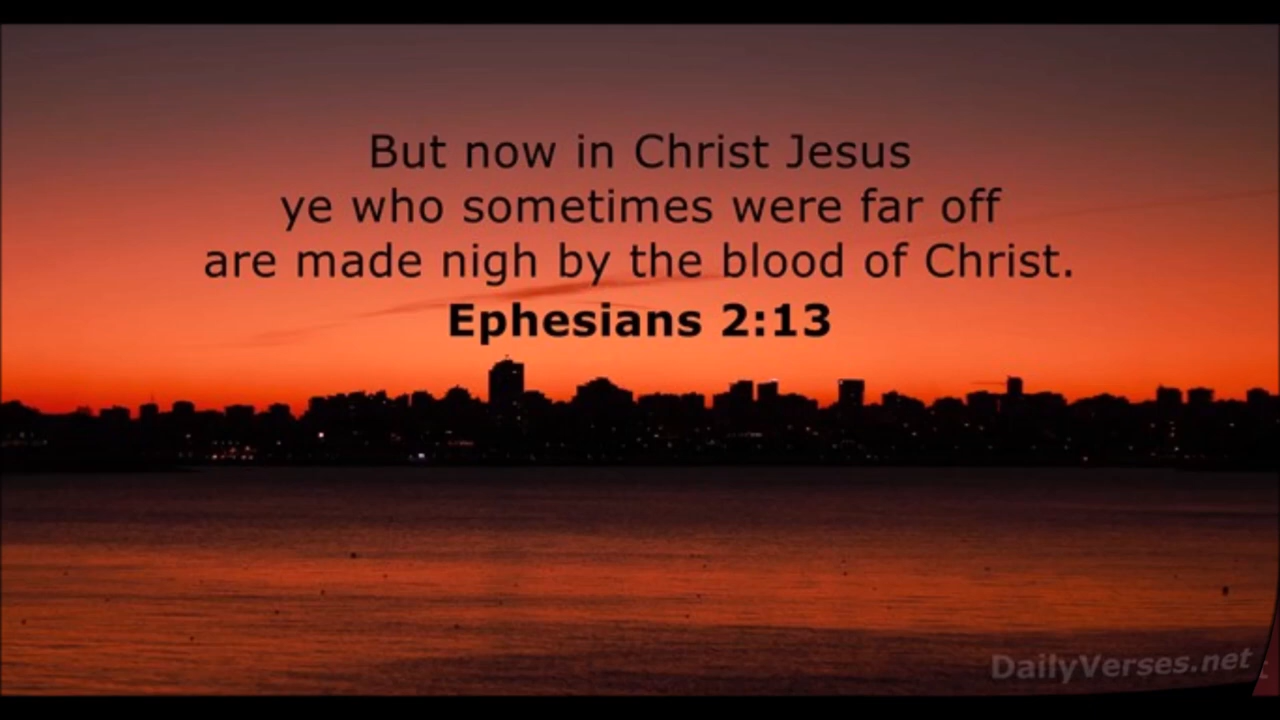 But now in Christ Jesus
ye who sometimes were far off
are made nigh by the blood of Christ.
Ephesians 2:13
DailyVerses.net